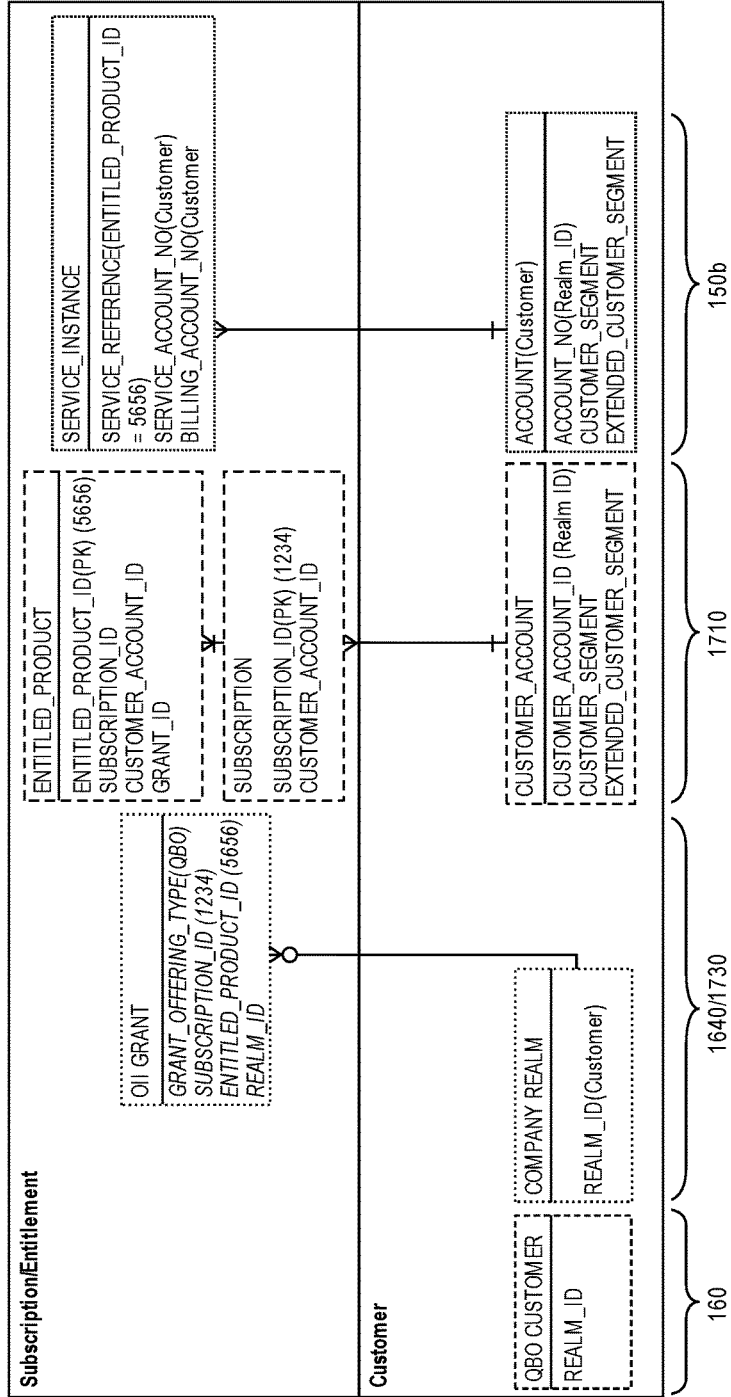 Subscription/Entitlement
OII GRANT
GRANT_OFFERING_TYPE(QBO)
SUBSCRIPTION_ID (1234)
ENTITLED_PRODUCT_ID (5656)
REALM_ID
ENTITLED_PRODUCT
ENTITLED_PRODUCT_ID(PK) (5656)
SUBSCRIPTION_ID
CUSTOMER_ACCOUNT_ID
GRANT_ID
SUBSCRIPTION
SUBSCRIPTION_ID(PK) (1234)
CUSTOMER_ACCOUNT_ID
SERVICE_INSTANCE
SERVICE_REFERENCE(ENTITLED_PRODUCT_ID
= 5656)
SERVICE_ACCOUNT_NO(Customer)
BILLING_ACCOUNT_NO(Customer
Customer
QBO CUSTOMER
REALM_ID
COMPANY REALM
REALM_ID(Customer)
CUSTOMER_ACCOUNT
CUSTOMER_ACCOUNT_ID (Realm ID)
CUSTOMER_SEGMENT
EXTENDED_CUSTOMER_SEGMENT
ACCOUNT(Customer)
ACCOUNT_NO(Realm_ID)
CUSTOMER_SEGMENT
EXTENDED_CUSTOMER_SEGMENT
160
1640/1730
1710
150b